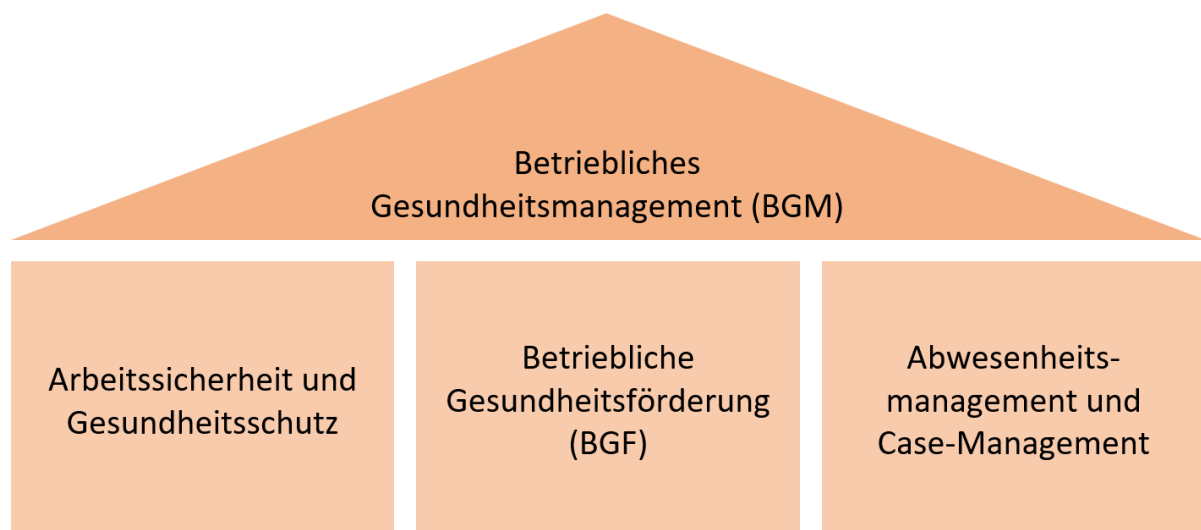 Betriebliches
Gesundheitsmanagement (BGM)
Arbeitssicherheit und
Gesundheitsschutz
Betriebliche
Gesundheitsförderung
(BGF)
Abwesenheits-
management und
Case-Management